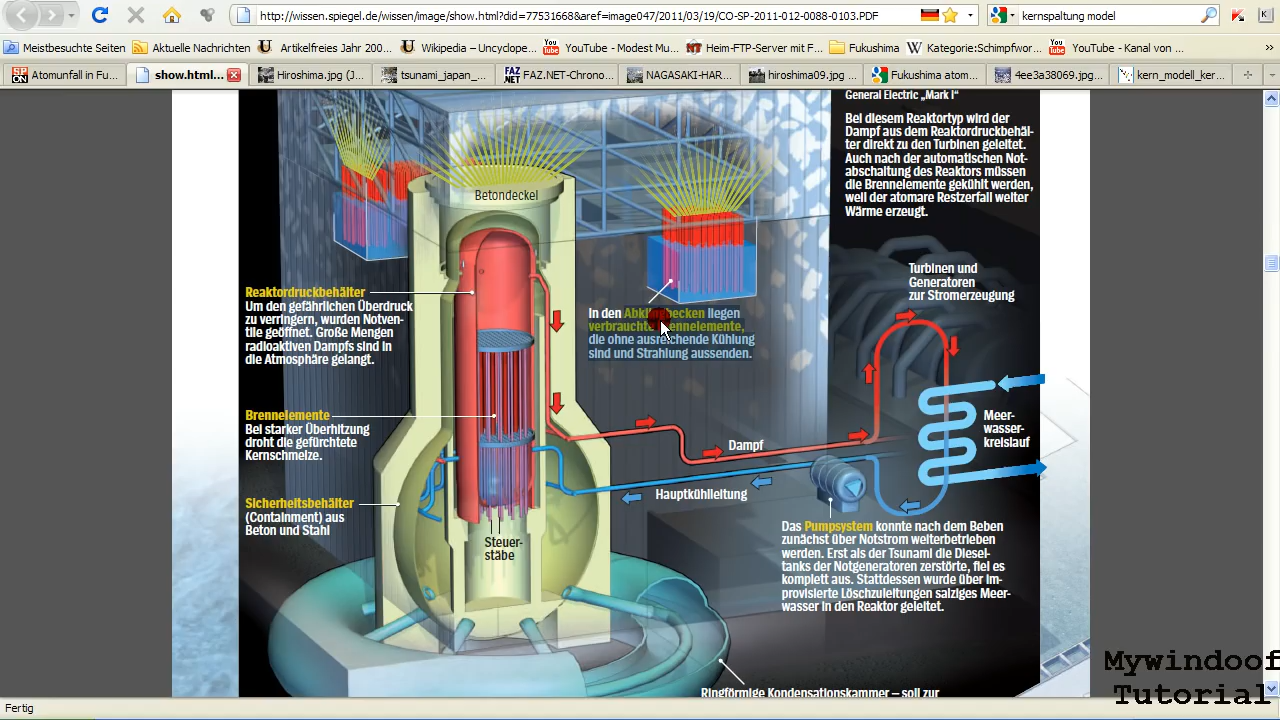 http://wissen.spiegel.de/wissen/image/show.html?did=77531698&aref=image047/2011/03/19/CO-SP-2011-012-0088-0103.PDF
kernspaltung model
Meistbesuchte Seiten
Aktuelle Nachrichten
YouTube - Modest Mu...
Heim-FTP-Server mit F...
Fukushima
Kategorie:Schimpfwor...
YouTube - Kanal von ...
Atomunfall in Fu...
show.html...
Hiroshima.jpg (J...
tsunami_japan_...
FAZ.NET-Chrono...
hiroshima09.jpg...
Fukushima atom...
4ee3a38069.jpg...
kern_modell_ker...
General Electric „Mark I“
Bei diesem Reaktortyp wird der
Dampf aus dem Reaktordruckbehäl-
ter direkt zu den Turbinen geleitet.
Auch nach der automatischen Not-
abschaltung des Reaktors müssen
die Brennelemente gekühlt werden,
weil der atomare Restzerfall weiter
Wärme erzeugt.
Betondeckel
Turbinen und
Generatoren
zur Stromerzeugung
Reaktordruckbehälter
Um den gefährlichen Überdruck
zu verringern, wurden Notven-
tile geöffnet. Große Mengen
radioaktiven Dampfs sind in
die Atmosphäre gelangt.
In den Abklingbecken liegen
verbrauchte Brennelemente,
die ohne ausreichende Kühlung
sind und Strahlung aussenden.
Brennelemente
Bei starker Überhitzung
droht die gefürchtete
Kernschmelze.
Meer-
wasser-
kreislauf
Dampf
Hauptkühlleitung
Sicherheitsbehälter
(Containment) aus
Beton und Stahl
Steuer-
stäbe
Das Pumpsystem konnte nach dem Beben
zunächst über Notstrom weiterbetrieben
werden. Erst als der Tsunami die Diesel-
tanks der Notgeneratoren zerstörte, fiel es
komplett aus. Stattdessen wurde über im-
provisierte Löschzuleitungen salziges Meer-
wasser in den Reaktor geleitet.
Ringförmige Kondensationskammer – soll zur
Mywindoof
Tutorial
Fertig